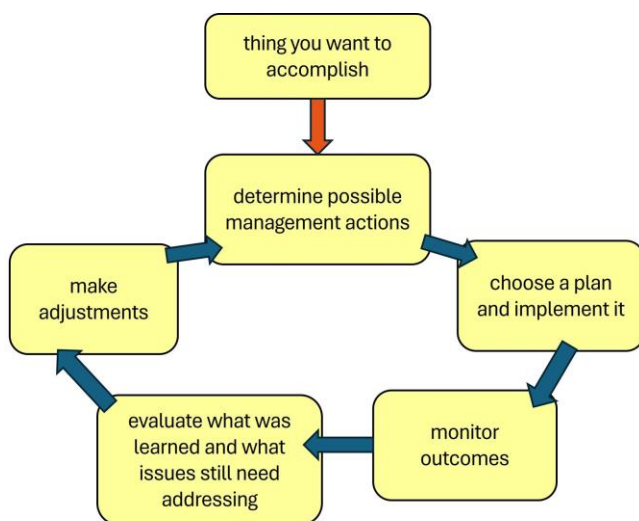 thing you want to
accomplish
determine possible
management actions
choose a plan
and implement it
monitor
outcomes
evaluate what was
learned and what
issues still need
addressing
make
adjustments